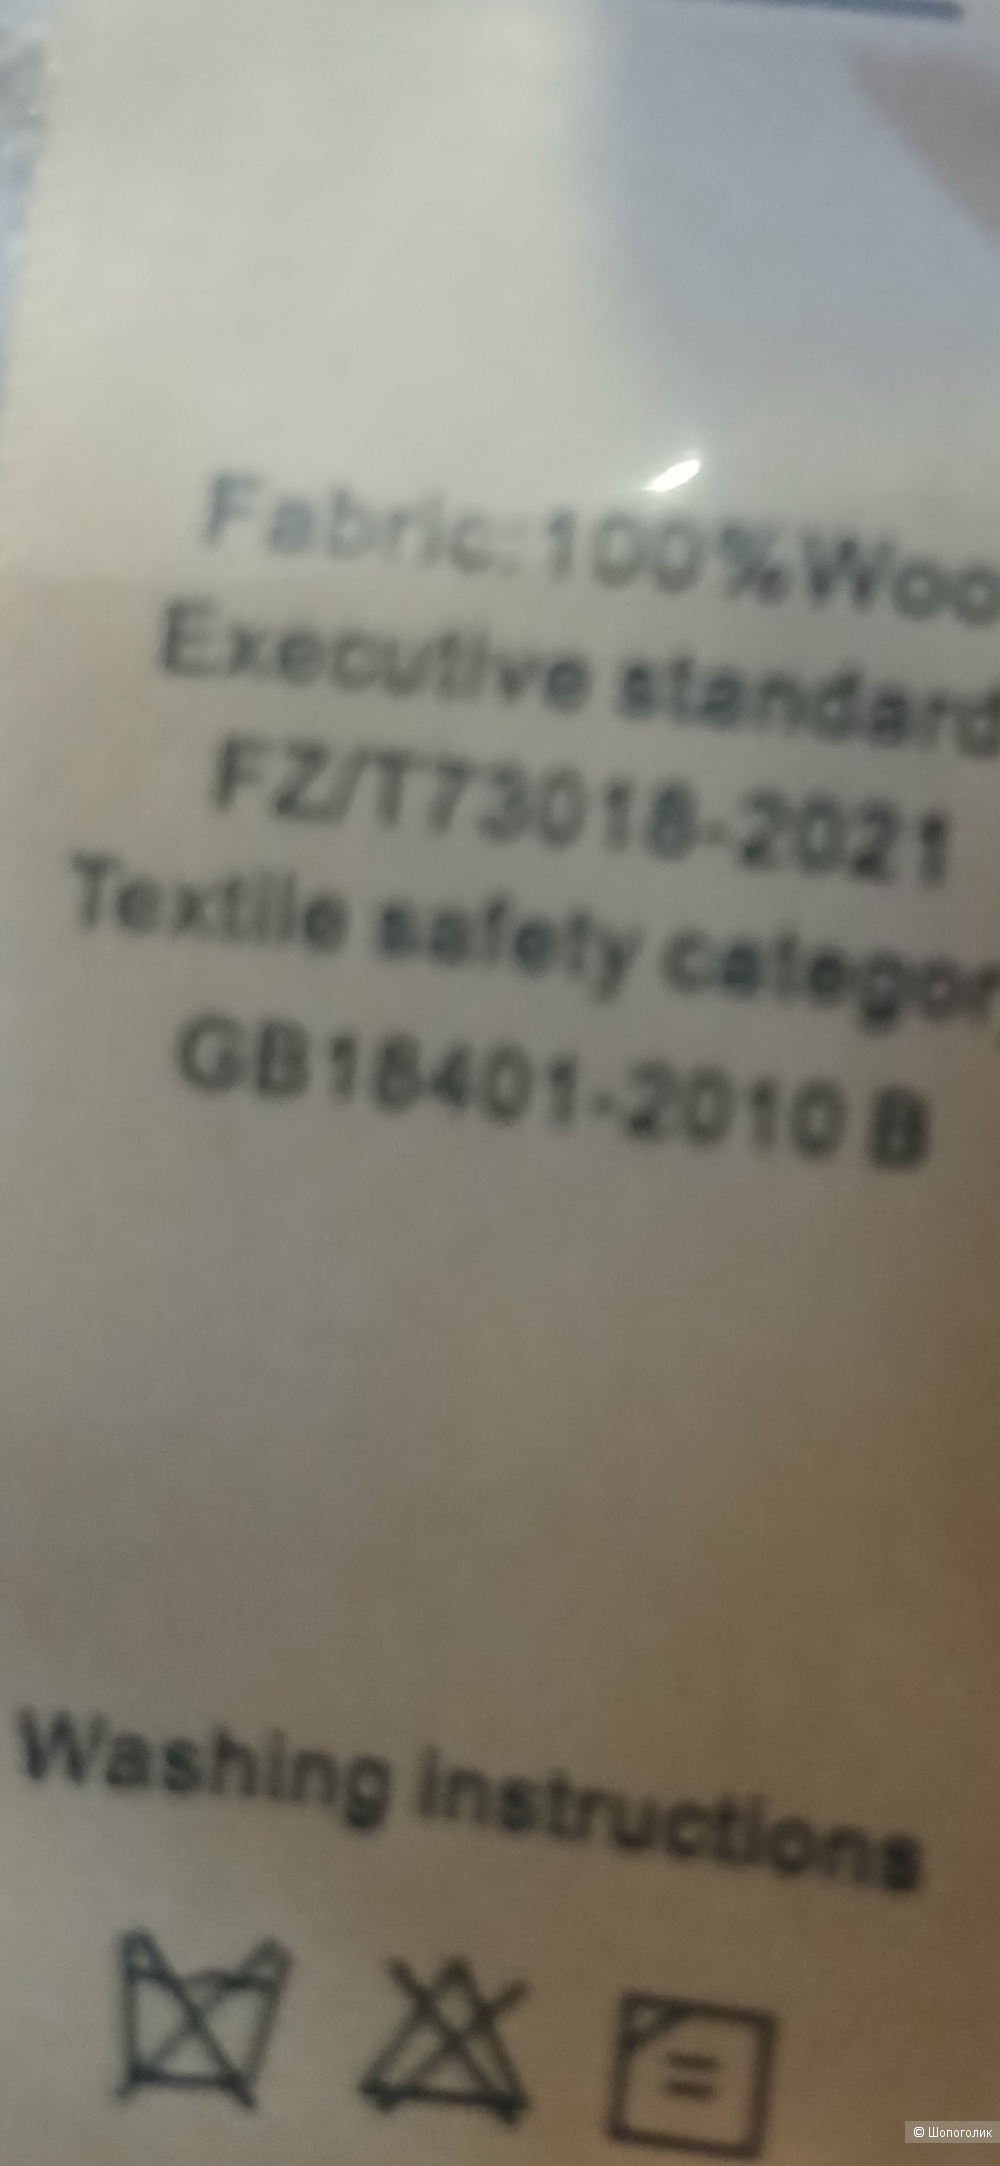 Fabric:100%Woo
Executive standard
FZ/T73018-2021
Textile safety categor
GB18401-2010 B
Washing instructions
© Шопоголик